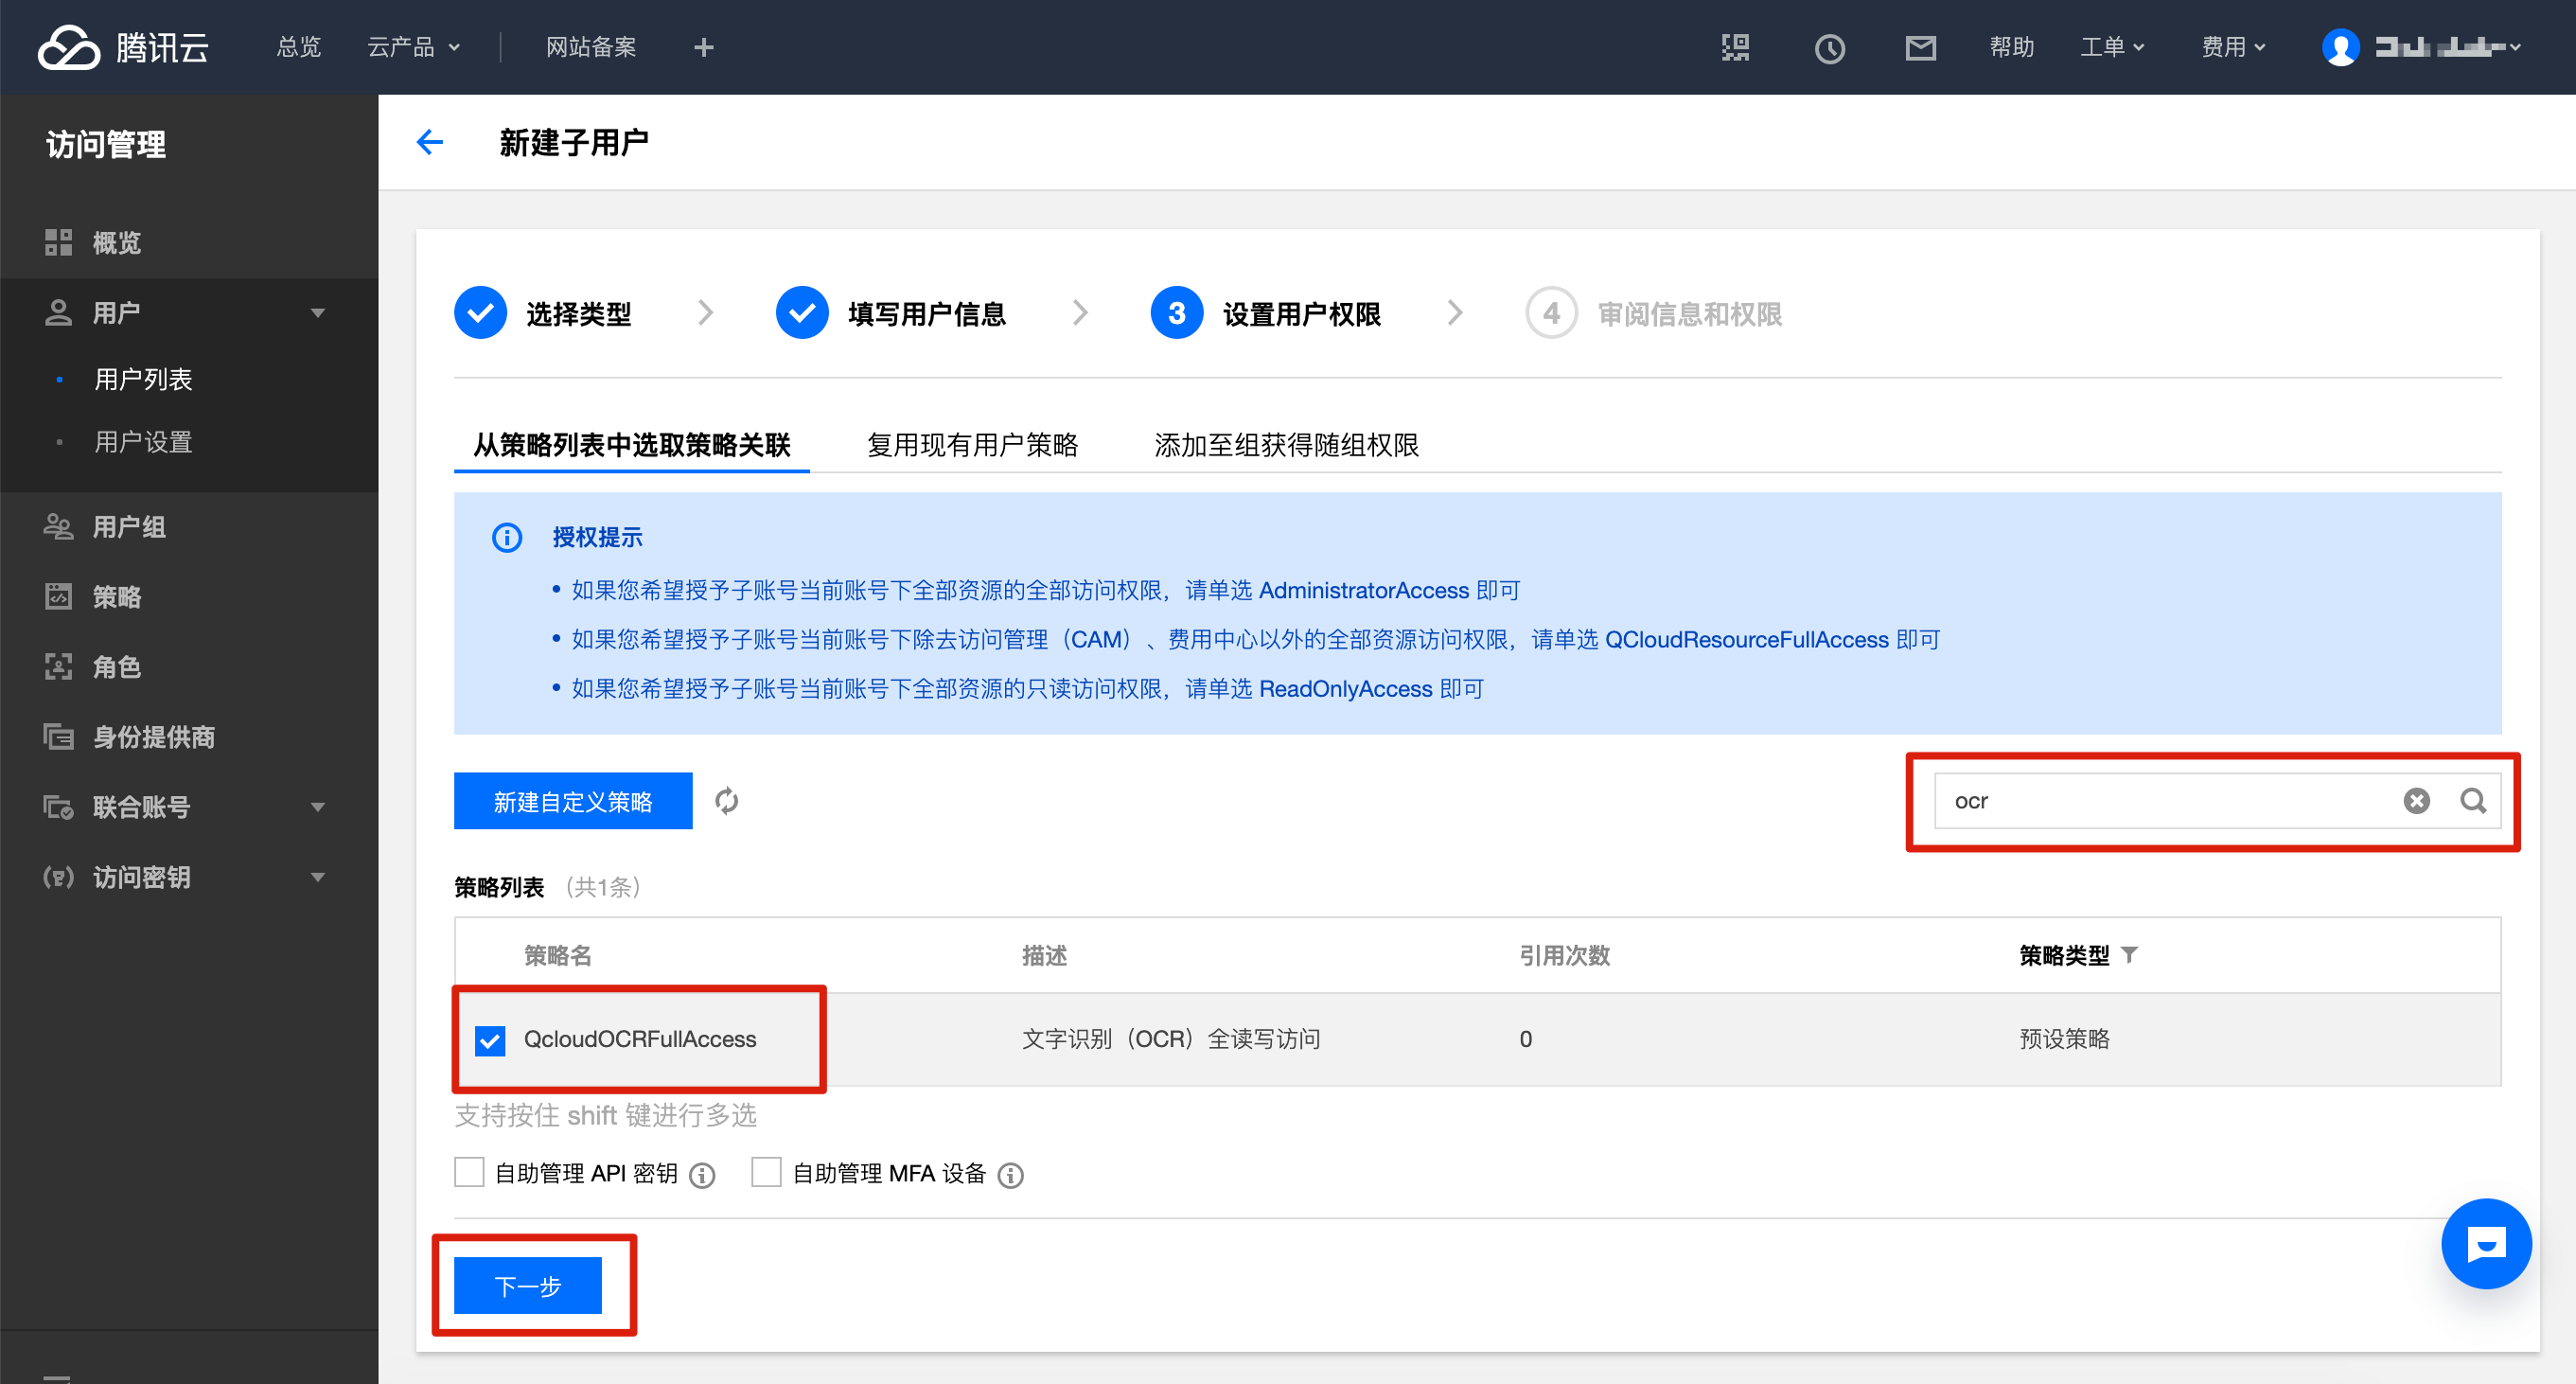 腾讯云 总览 云产品 网站备案 帮助 工单 费用
访问管理
概览
用户
用户列表
用户设置
用户组
策略
角色
身份提供商
联合账号
访问密钥
新建子用户
选择类型 填写用户信息 3 设置用户权限 4 审阅信息和权限
从策略列表中选取策略关联 复用现有用户策略 添加至组获得随组权限
授权提示
• 如果您希望授予子账号当前账号下全部资源的全部访问权限，请单选 AdministratorAccess 即可
• 如果您希望授予子账号当前账号下除去访问管理（CAM）、费用中心以外的全部资源访问权限，请单选 QCloudResourceFullAccess 即可
• 如果您希望授予子账号当前账号下全部资源的只读访问权限，请单选 ReadOnlyAccess 即可
新建自定义策略 ocr
策略列表 （共1条）
策略名 描述 引用次数 策略类型
QcloudOCRFullAccess 文字识别（OCR）全读写访问 0 预设策略
支持按住 shift 键进行多选
自助管理 API 密钥 自助管理 MFA 设备
下一步